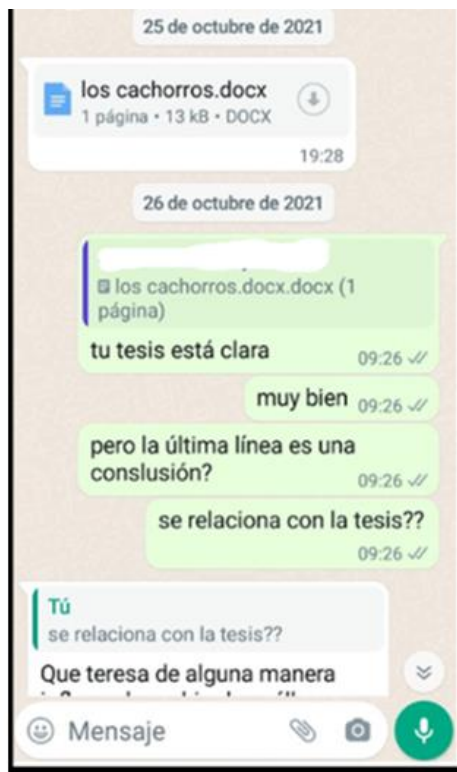 25 de octubre de 2021
los cachorros.docx
1 página • 13 kB • DOCX
19:28
26 de octubre de 2021
los cachorros.docx.docx (1
página)
tu tesis está clara
09:26
muy bien 09:26
pero la última línea es una
conslusión?
09:26
se relaciona con la tesis??
09:26
Tú
se relaciona con la tesis??
Que teresa de alguna manera
Mensaje